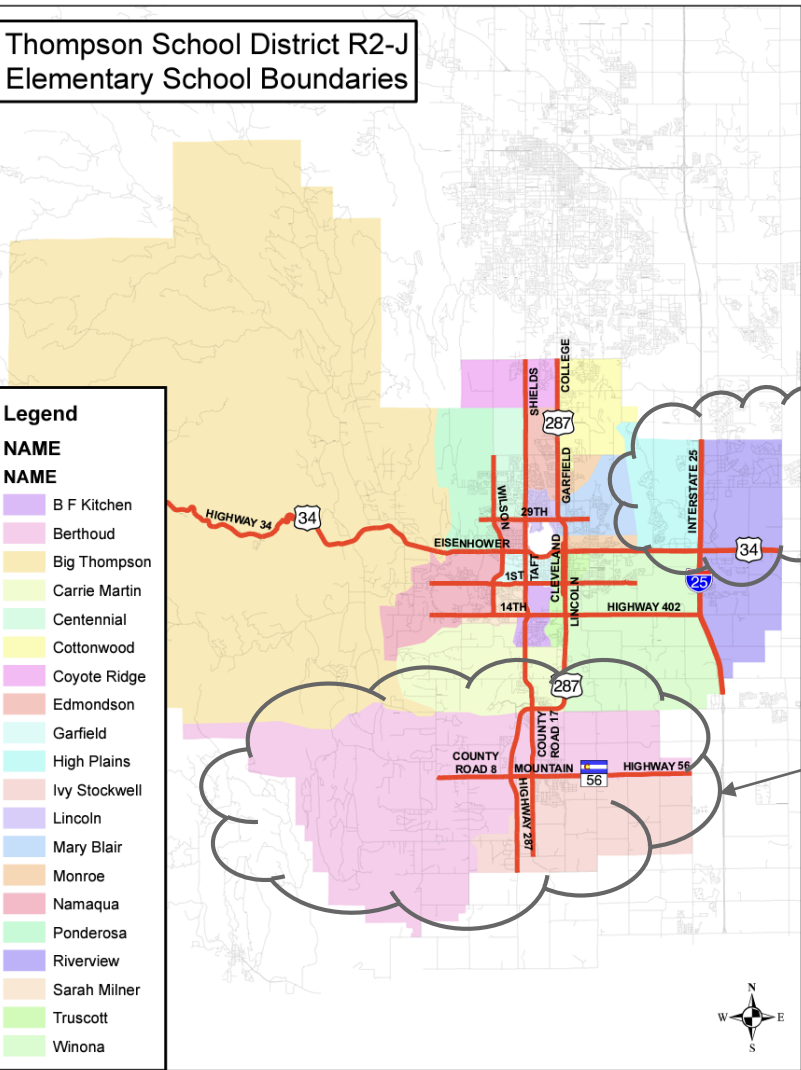 Thompson School District R2-J
Elementary School Boundaries
COLLEGE
SHIELDS
287
GARFIELD
INTERSTATE 25
WILSON
29TH
HIGHWAY 34
34
EISENHOWER
34
CLEVELAND
TAFT
1ST
25
14TH
LINCOLN
HIGHWAY 402
287
COUNTY
ROAD 17
COUNTY
ROAD 8
MOUNTAIN
56
HIGHWAY 56
HIGHWAY 287
Legend
NAME
NAME
B F Kitchen
Berthoud
Big Thompson
Carrie Martin
Centennial
Cottonwood
Coyote Ridge
Edmondson
Garfield
High Plains
Ivy Stockwell
Lincoln
Mary Blair
Monroe
Namaqua
Ponderosa
Riverview
Sarah Milner
Truscott
Winona
N
W E
S